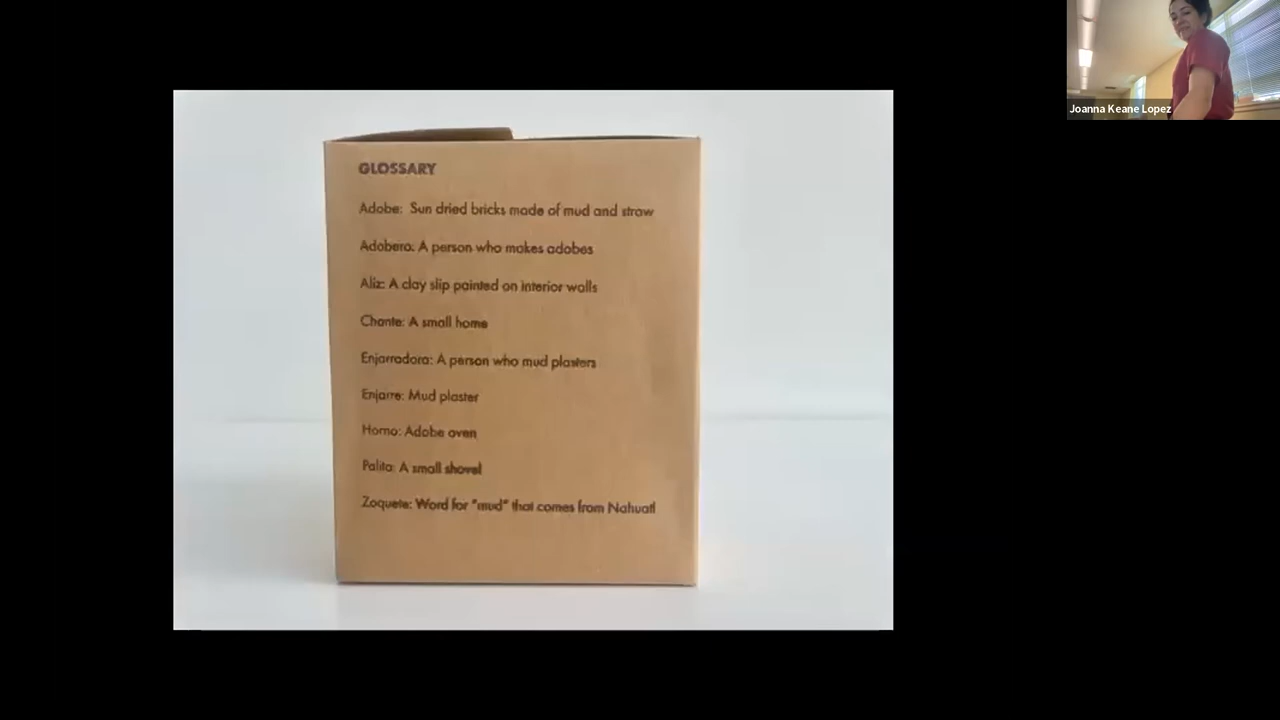 GLOSSARY
Adobe: Sun dried bricks made of mud and straw
Adobero: A person who makes adobes
Aliz: A clay slip painted on interior walls
Chante: A small home
Enjarradora: A person who mud plasters
Enjarre: Mud plaster
Horno: Adobe oven
Palita: A small shovel
Zoquete: Word for "mud" that comes from Nahuatl
Joanna Keane Lopez